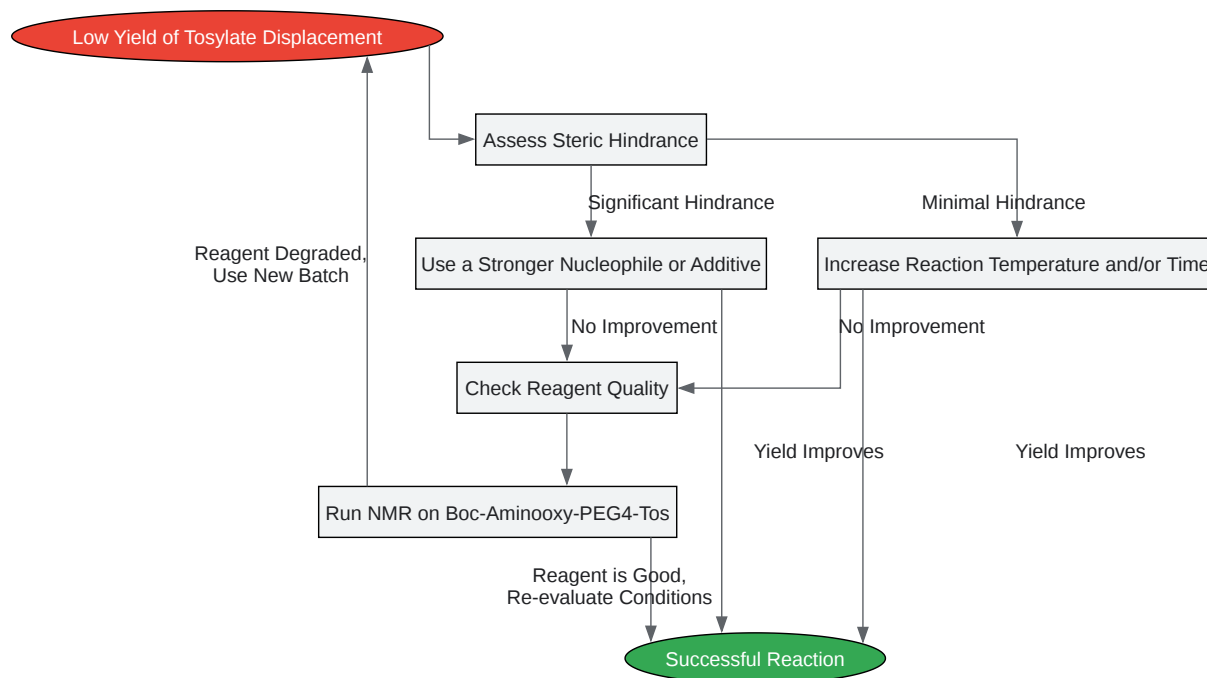 Low Yield of Tosylate Displacement
Assess Steric Hindrance
Significant Hindrance
Minimal Hindrance
Reagent Degraded,
Use New Batch
Use a Stronger Nucleophile or Additive
Increase Reaction Temperature and/or Time
No Improvement
No Improvement
Check Reagent Quality
Yield Improves
Yield Improves
Run NMR on Boc-Aminooxy-PEG4-Tos
Reagent is Good,
Re-evaluate Conditions
Successful Reaction